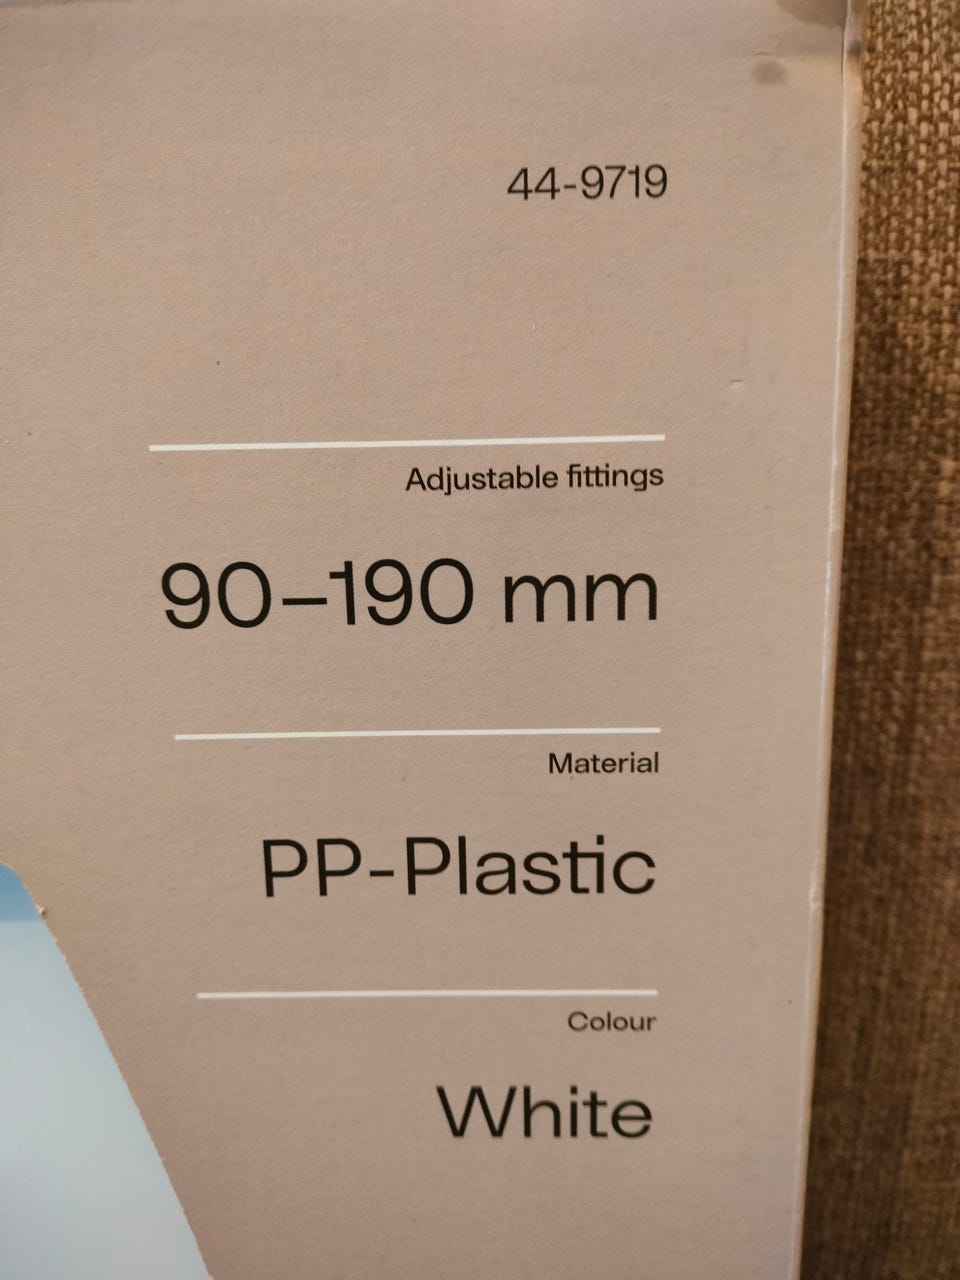 44-9719
Adjustable fittings
90–190 mm
Material
PP-Plastic
Colour
White